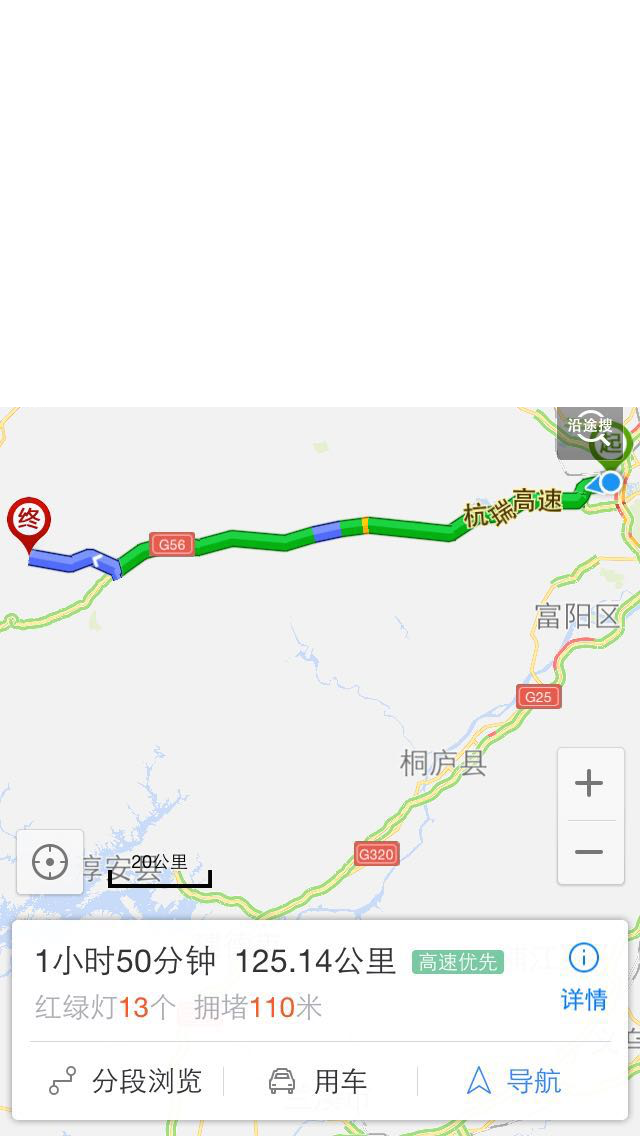 沿途搜
起
终
杭瑞高速
G56
富阳区
G25
桐庐县
G320
淳安县
20公里
1小时50分钟 125.14公里 高速优先
红绿灯13个 拥堵110米
详情
分段浏览 用车 导航